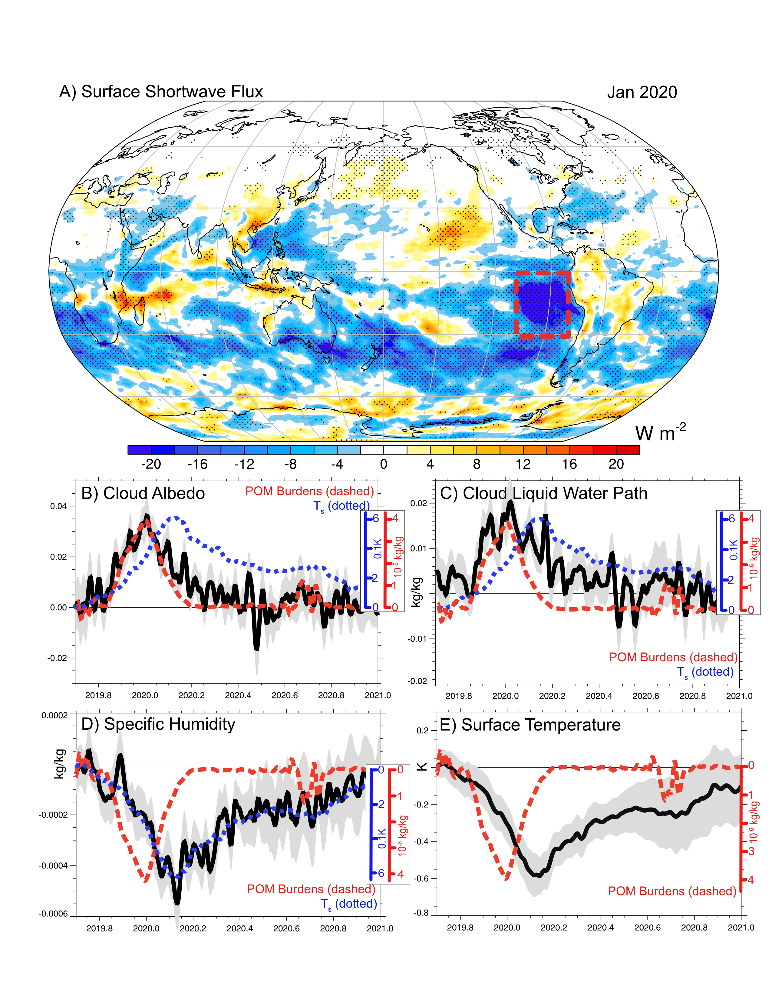 A) Surface Shortwave Flux
Jan 2020
W m-2
-20 -16 -12 -8 -4 0 4 8 12 16 20
B) Cloud Albedo
POM Burdens (dashed)
Ts (dotted)
0.04
0.02
0.00
-0.02
6
2
0
0.1K
4
1
0
10-6 kg/kg
2019.8 2020.0 2020.2 2020.4 2020.6 2020.8 2021.0
C) Cloud Liquid Water Path
kg/kg
0.02
0.01
-0.01
-0.02
6
2
0
0.1K
4
1
0
10-6 kg/kg
POM Burdens (dashed)
Ts (dotted)
2019.8 2020.0 2020.2 2020.4 2020.6 2020.8 2021.0
D) Specific Humidity
kg/kg
0.0002
-0.0002
-0.0004
-0.0006
0
2
6
0.1K
0
1
4
10-6 kg/kg
POM Burdens (dashed)
Ts (dotted)
2019.8 2020.0 2020.2 2020.4 2020.6 2020.8 2021.0
E) Surface Temperature
K
0.2
-0.2
-0.4
-0.6
-0.8
0
1
3
4
10-6 kg/kg
POM Burdens (dashed)
2019.8 2020.0 2020.2 2020.4 2020.6 2020.8 2021.0